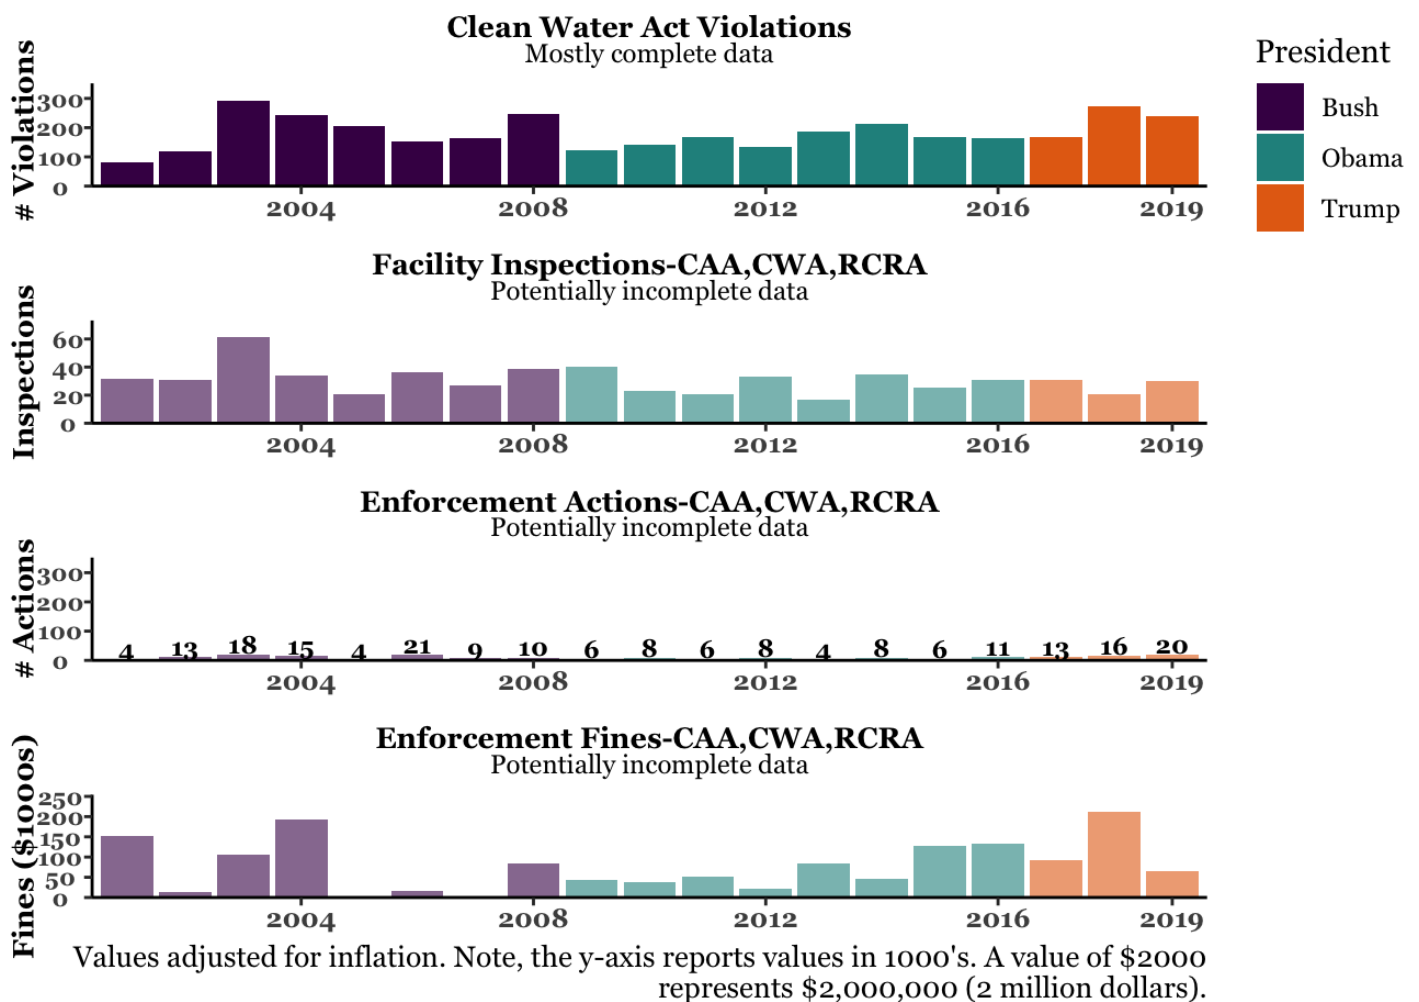 Clean Water Act Violations
Mostly complete data
# Violations
300
200
100
0
2004 2008 2012 2016 2019
President
Bush
Obama
Trump
Facility Inspections-CAA,CWA,RCRA
Potentially incomplete data
Inspections
60
40
20
0
2004 2008 2012 2016 2019
Enforcement Actions-CAA,CWA,RCRA
Potentially incomplete data
# Actions
300
200
100
0
4 13 18 15 4 21 9 10 6 8 6 8 4 8 6 11 13 16 20
2004 2008 2012 2016 2019
Enforcement Fines-CAA,CWA,RCRA
Potentially incomplete data
Fines ($1000s)
250
200
150
100
50
0
2004 2008 2012 2016 2019
Values adjusted for inflation. Note, the y-axis reports values in 1000's. A value of $2000
represents $2,000,000 (2 million dollars).